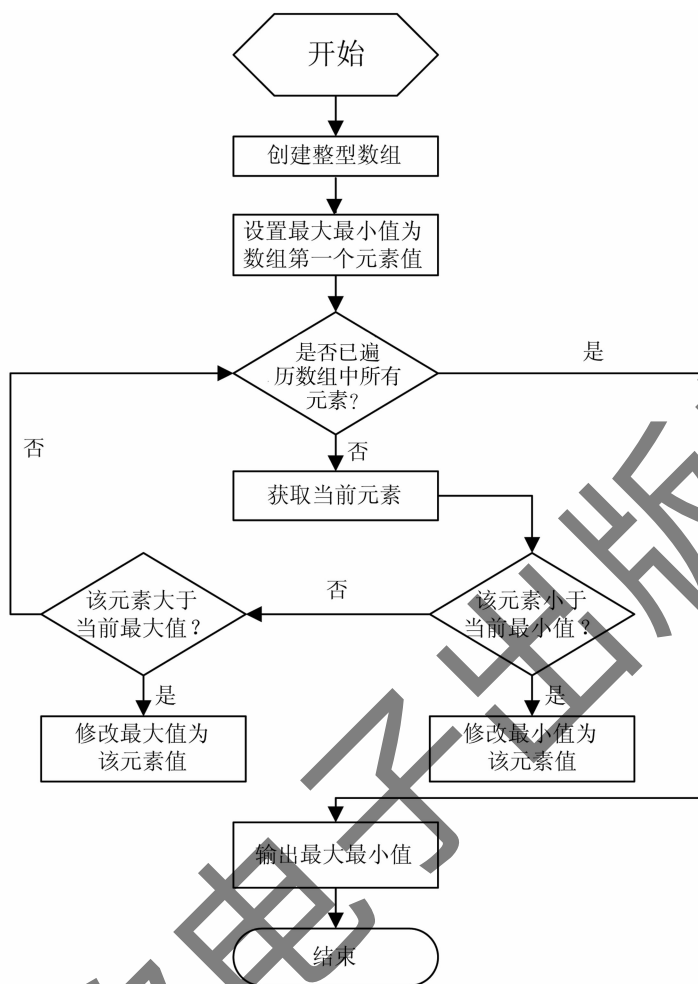 开始
创建整型数组
设置最大最小值为
数组第一个元素值
是否已遍
历数组中所有
元素?
是
否
否
获取当前元素
该元素大于
当前最大值?
否
该元素小于
当前最小值?
是
是
修改最大值为
该元素值
修改最小值为
该元素值
输出最大最小值
结束
电子出版